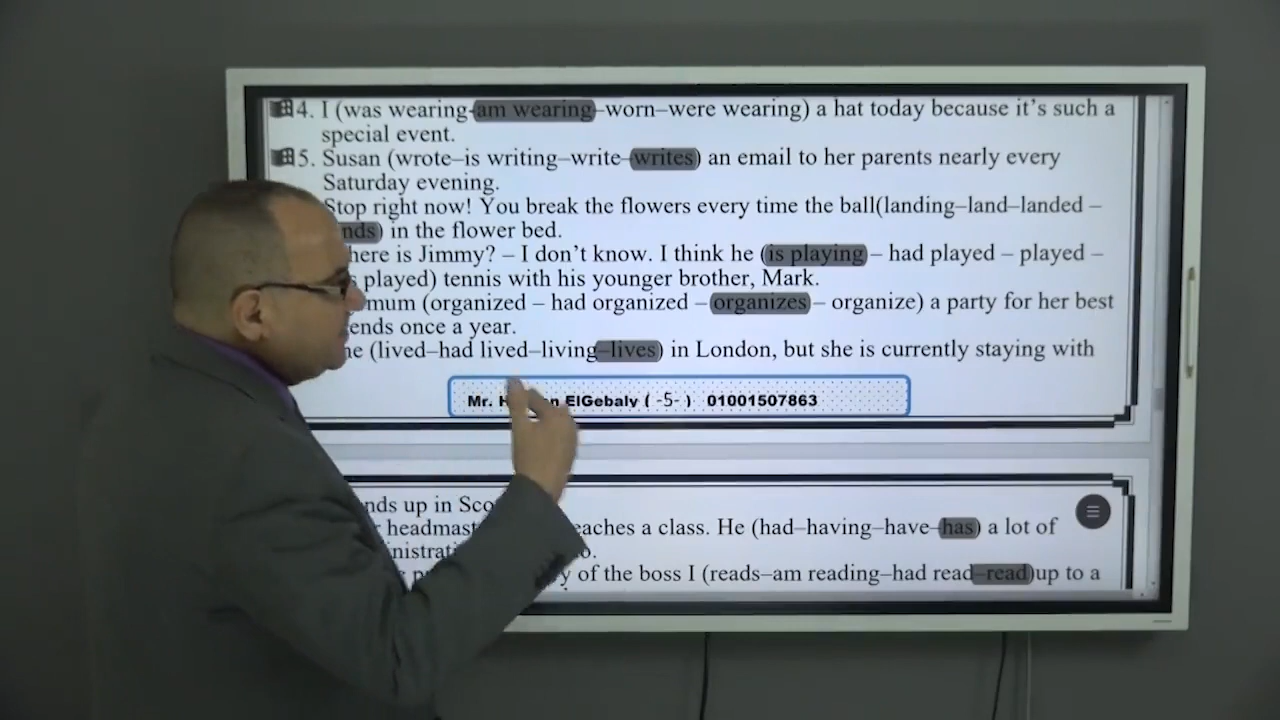 4. I (was wearing-am wearing–worn–were wearing) a hat today because it's such a
special event.
5. Susan (wrote–is writing–write–writes) an email to her parents nearly every
Saturday evening.
Stop right now! You break the flowers every time the ball(landing–land–landed –
nds) in the flower bed.
here is Jimmy? – I don't know. I think he (is playing – had played – played –
s played) tennis with his younger brother, Mark.
mum (organized – had organized – organizes – organize) a party for her best
ends once a year.
he (lived–had lived–living–lives) in London, but she is currently staying with
Mr. H n ElGebaly ( -5- ) 01001507863
nds up in Sco
headmast eaches a class. He (had–having–have–has) a lot of
nistrati o.
y of the boss I (reads–am reading–had read–read)up to a